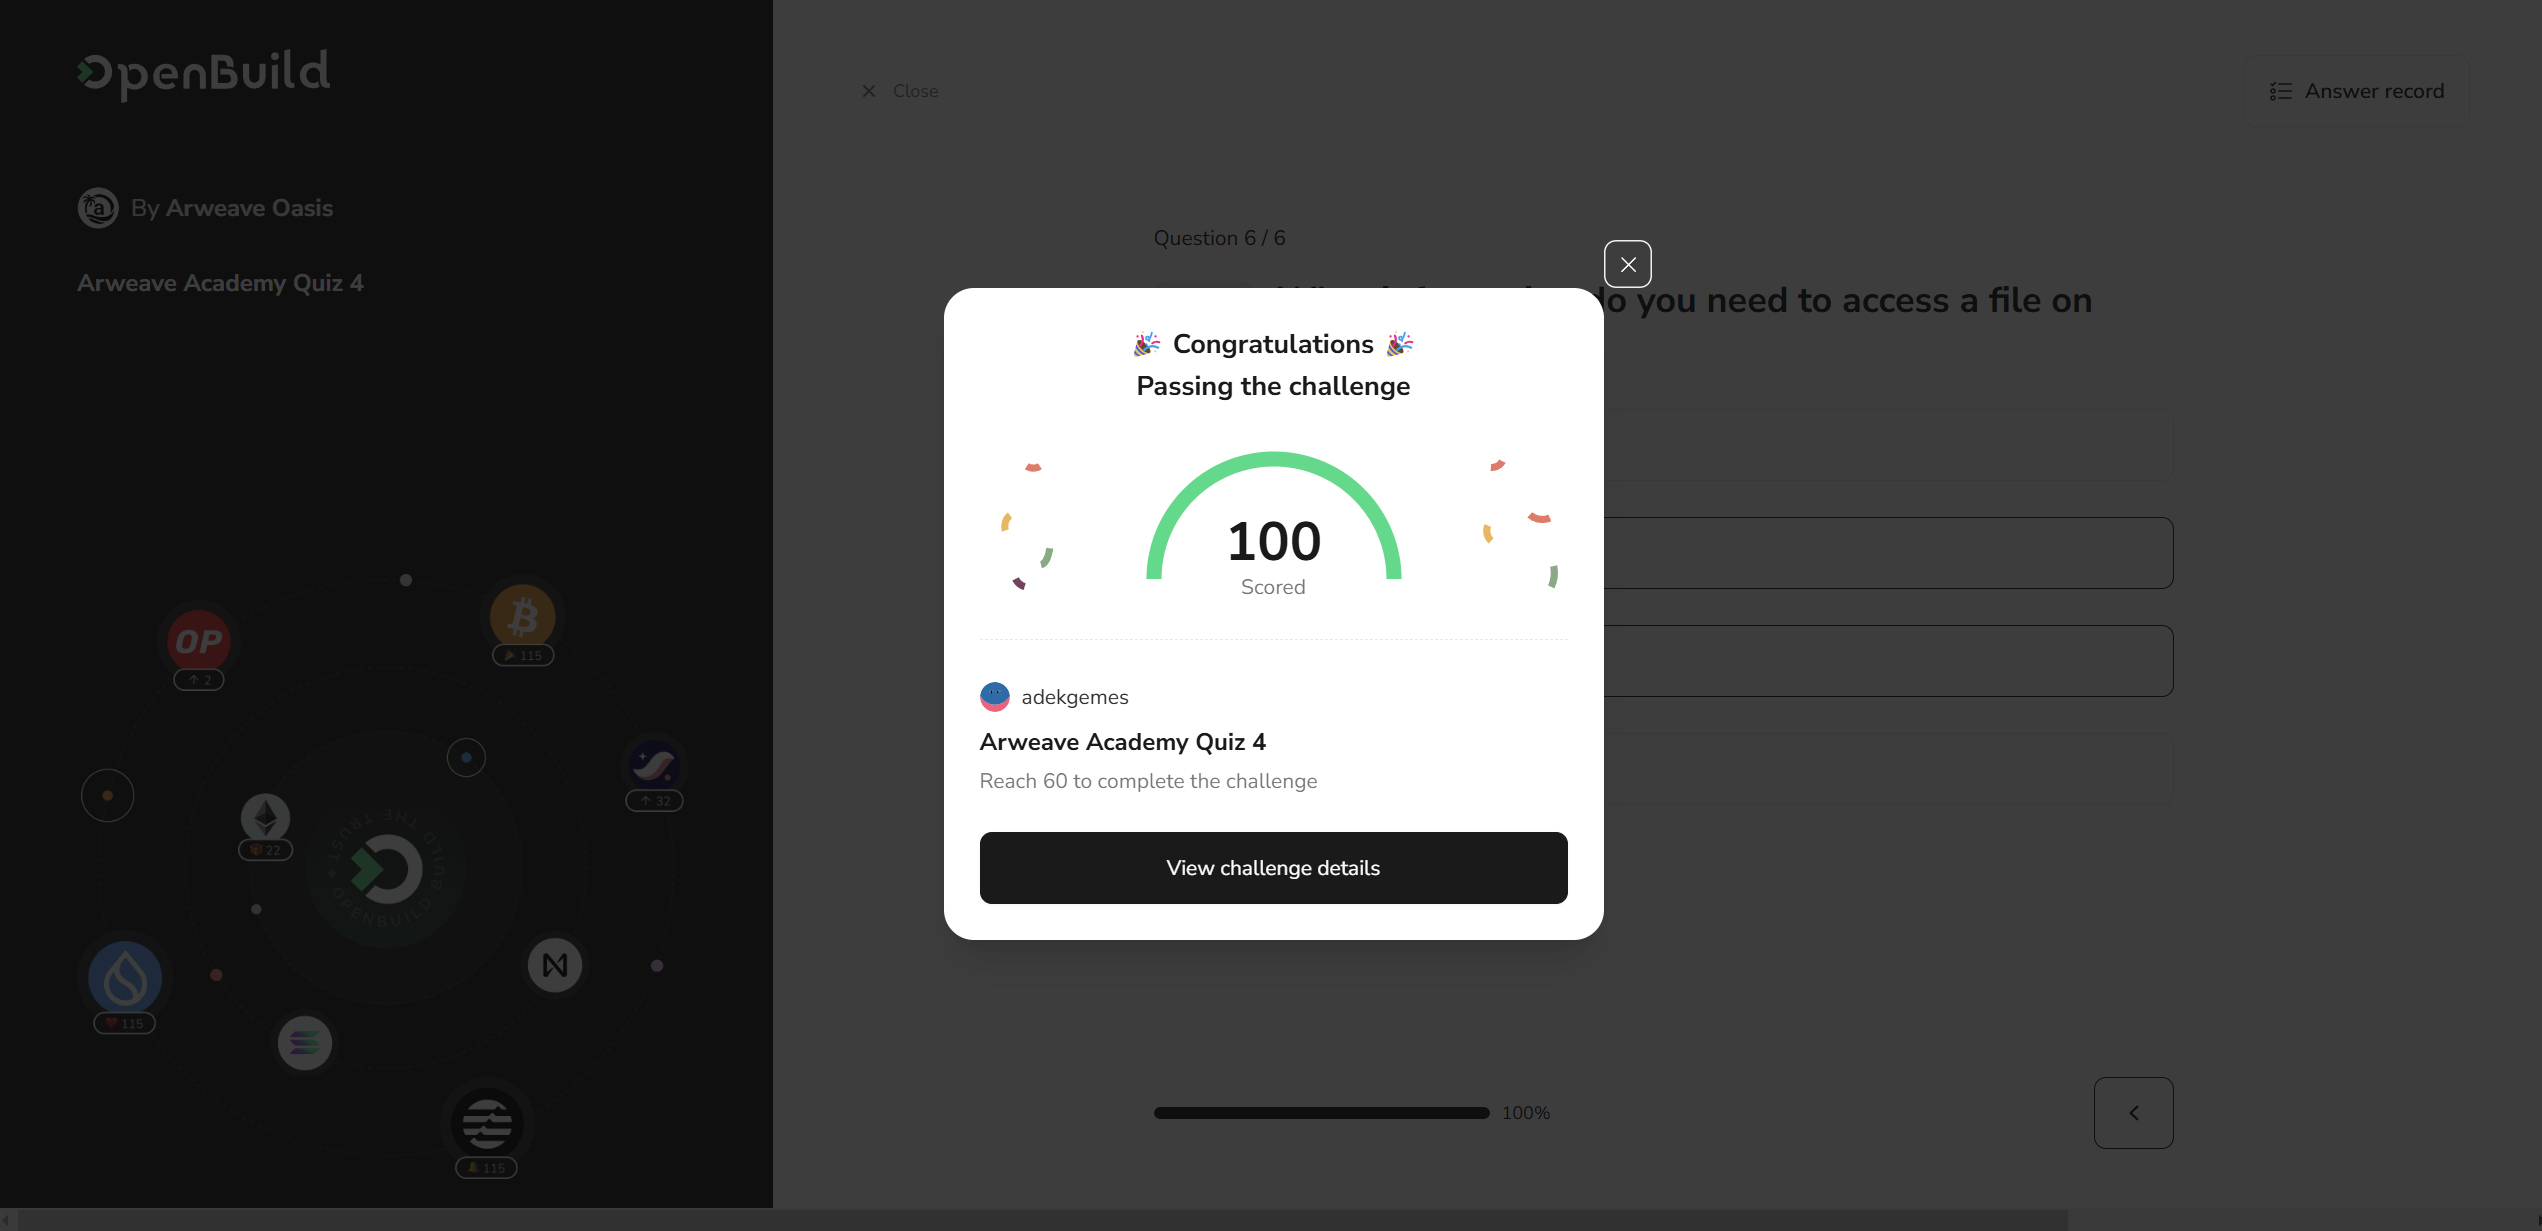 OpenBuild
By Arweave Oasis
Arweave Academy Quiz 4
OP
↑ 2
115
↑ 32
22
BUILD THE TRUST
OPENBUILD
115
115
Close
Answer record
Question 6 / 6
do you need to access a file on
Congratulations
Passing the challenge
100
Scored
adekgemes
Arweave Academy Quiz 4
Reach 60 to complete the challenge
View challenge details
100%